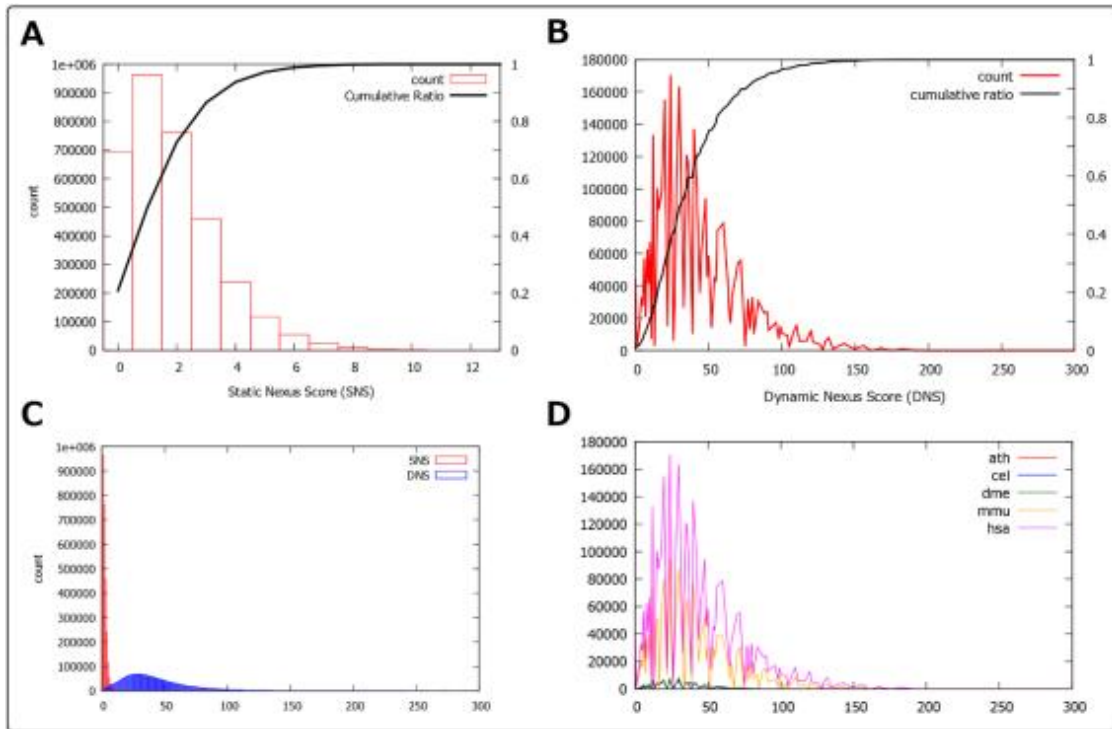 A
1e+006
900000
800000
700000
600000
500000
400000
300000
200000
100000
0
count
count
Cumulative Ratio
1
0.8
0.6
0.4
0.2
0
0 2 4 6 8 10 12
Static Nexus Score (SNS)
B
180000
160000
140000
120000
100000
80000
60000
40000
20000
0
count
cumulative ratio
1
0.8
0.6
0.4
0.2
0
0 50 100 150 200 250 300
Dynamic Nexus Score (DNS)
C
1e+006
900000
800000
700000
600000
500000
400000
300000
200000
100000
0
count
SNS
DNS
0 50 100 150 200 250 300
D
180000
160000
140000
120000
100000
80000
60000
40000
20000
0
ath
cel
dme
mmu
hsa
0 50 100 150 200 250 300